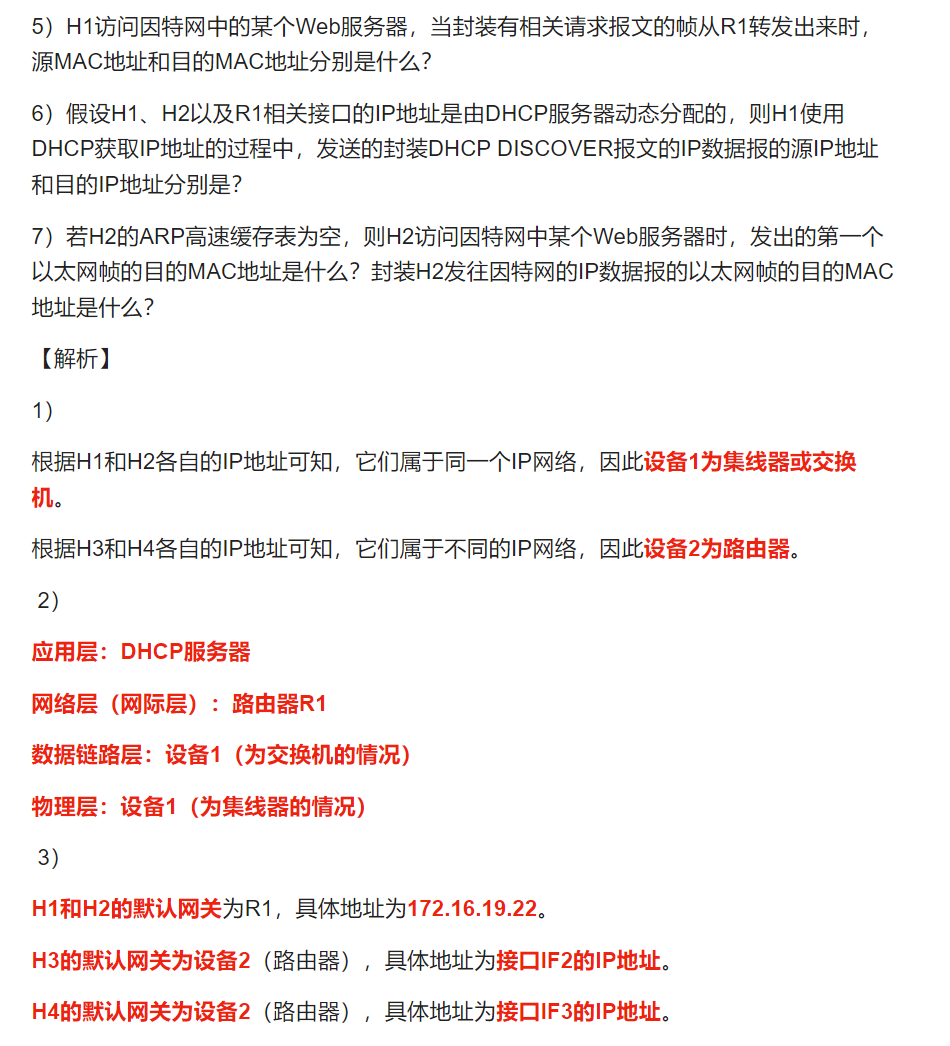 5）H1访问因特网中的某个Web服务器，当封装有相关请求报文的帧从R1转发出来时，
源MAC地址和目的MAC地址分别是什么？
6）假设H1、H2以及R1相关接口的IP地址是由DHCP服务器动态分配的，则H1使用
DHCP获取IP地址的过程中，发送的封装DHCP DISCOVER报文的IP数据报的源IP地址
和目的IP地址分别是？
7）若H2的ARP高速缓存表为空，则H2访问因特网中某个Web服务器时，发出的第一个
以太网帧的目的MAC地址是什么？封装H2发往因特网的IP数据报的以太网帧的目的MAC
地址是什么？
【解析】
1）
根据H1和H2各自的IP地址可知，它们属于同一个IP网络，因此设备1为集线器或交换
机。
根据H3和H4各自的IP地址可知，它们属于不同的IP网络，因此设备2为路由器。
2）
应用层：DHCP服务器
网络层（网际层）：路由器R1
数据链路层：设备1（为交换机的情况）
物理层：设备1（为集线器的情况）
3）
H1和H2的默认网关为R1，具体地址为172.16.19.22。
H3的默认网关为设备2（路由器），具体地址为接口IF2的IP地址。
H4的默认网关为设备2（路由器），具体地址为接口IF3的IP地址。